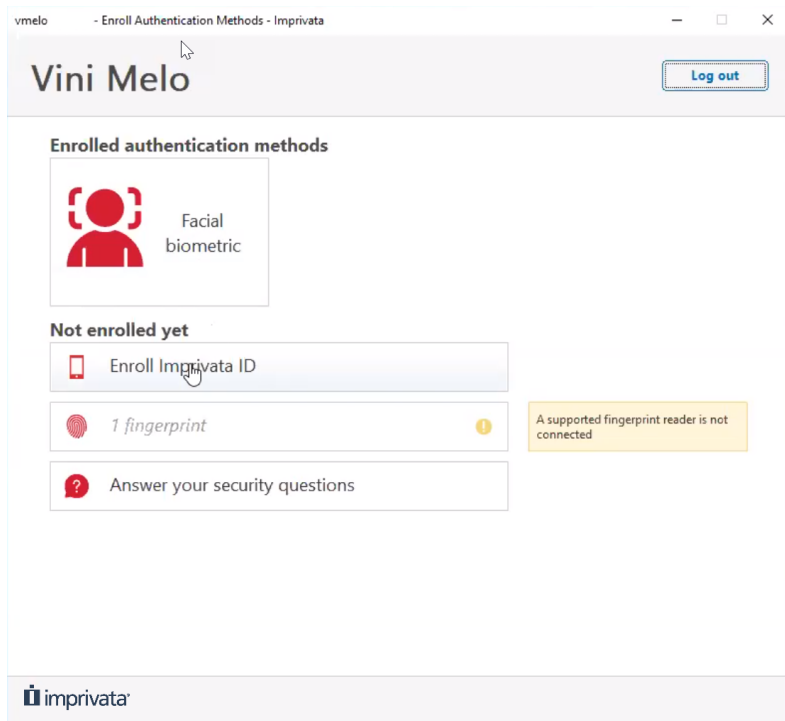 vmelo - Enroll Authentication Methods - Imprivata
Vini Melo
Log out
Enrolled authentication methods
Facial
biometric
Not enrolled yet
Enroll Imprivata ID
1 fingerprint
A supported fingerprint reader is not
connected
Answer your security questions
imprivata